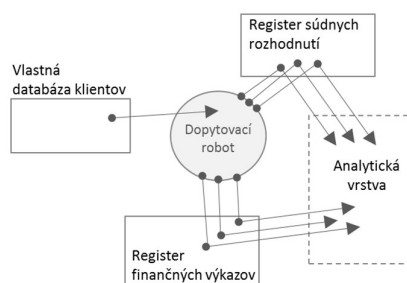 Register súdnych
rozhodnutí
Vlastná
databáza klientov
Dopytovací
robot
Analytická
vrstva
Register
finančných výkazov